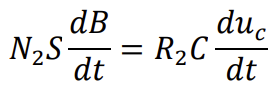 N₂S dB/dt = R₂C du_c/dt